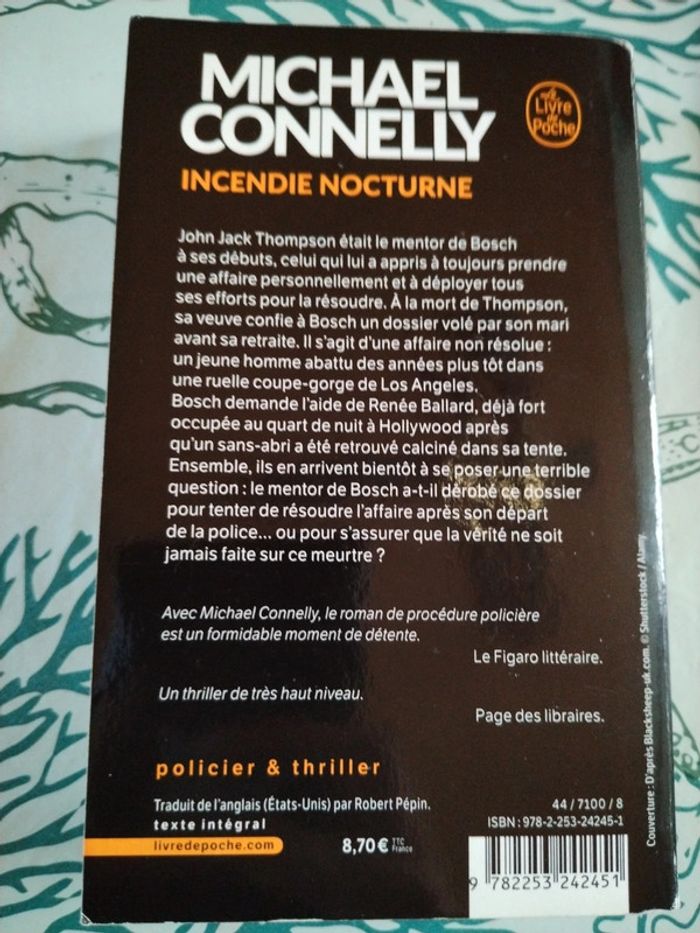 MICHAEL
CONNELLY
Le
Livre
de
Poche
INCENDIE NOCTURNE
John Jack Thompson était le mentor de Bosch
à ses débuts, celui qui lui a appris à toujours prendre
une affaire personnellement et à déployer tous
ses efforts pour la résoudre. À la mort de Thompson,
sa veuve confie à Bosch un dossier volé par son mari
avant sa retraite. Il s'agit d'une affaire non résolue :
un jeune homme abattu des années plus tôt dans
une ruelle coupe-gorge de Los Angeles.
Bosch demande l'aide de Renée Ballard, déjà fort
occupée au quart de nuit à Hollywood après
qu'un sans-abri a été retrouvé calciné dans sa tente.
Ensemble, ils en arrivent bientôt à se poser une terrible
question : le mentor de Bosch a-t-il dérobé ce dossier
pour tenter de résoudre l'affaire après son départ
de la police... ou pour s'assurer que la vérité ne soit
jamais faite sur ce meurtre ?
Avec Michael Connelly, le roman de procédure policière
est un formidable moment de détente.
Le Figaro littéraire.
Un thriller de très haut niveau.
Page des libraires.
policier & thriller
Traduit de l'anglais (États-Unis) par Robert Pépin.
texte intégral
livredepoche.com
8,70 € TTC
France
44 / 7100 / 8
ISBN : 978-2-253-24245-1
9 782253 242451
Couverture : D'après Blacksheep-uk.com. © Shutterstock / Alamy.